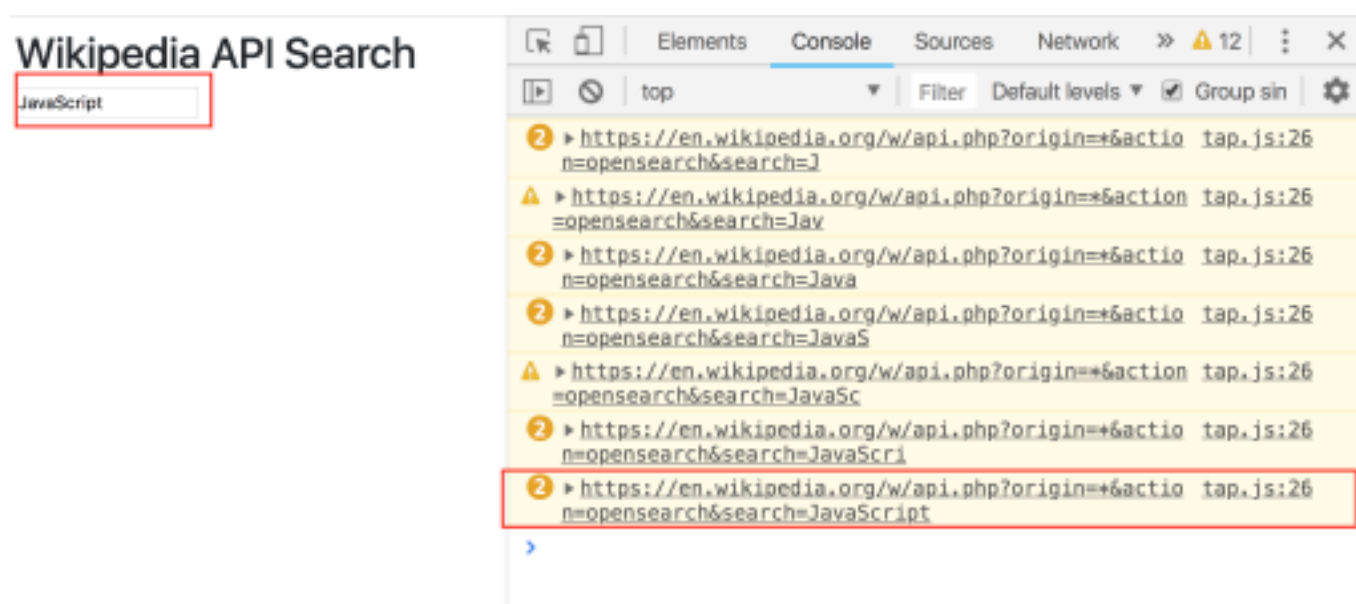 Wikipedia API Search
JavaScript
Elements Console Sources Network » 12
top Filter Default levels Group sin
2 https://en.wikipedia.org/w/api.php?origin=*&actio tap.js:26
n=opensearch&search=J
https://en.wikipedia.org/w/api.php?origin=*&action tap.js:26
=opensearch&search=Jav
2 https://en.wikipedia.org/w/api.php?origin=*&actio tap.js:26
n=opensearch&search=Java
2 https://en.wikipedia.org/w/api.php?origin=*&actio tap.js:26
n=opensearch&search=JavaS
https://en.wikipedia.org/w/api.php?origin=*&action tap.js:26
=opensearch&search=JavaSc
2 https://en.wikipedia.org/w/api.php?origin=*&actio tap.js:26
n=opensearch&search=JavaScri
2 https://en.wikipedia.org/w/api.php?origin=*&actio tap.js:26
n=opensearch&search=JavaScript